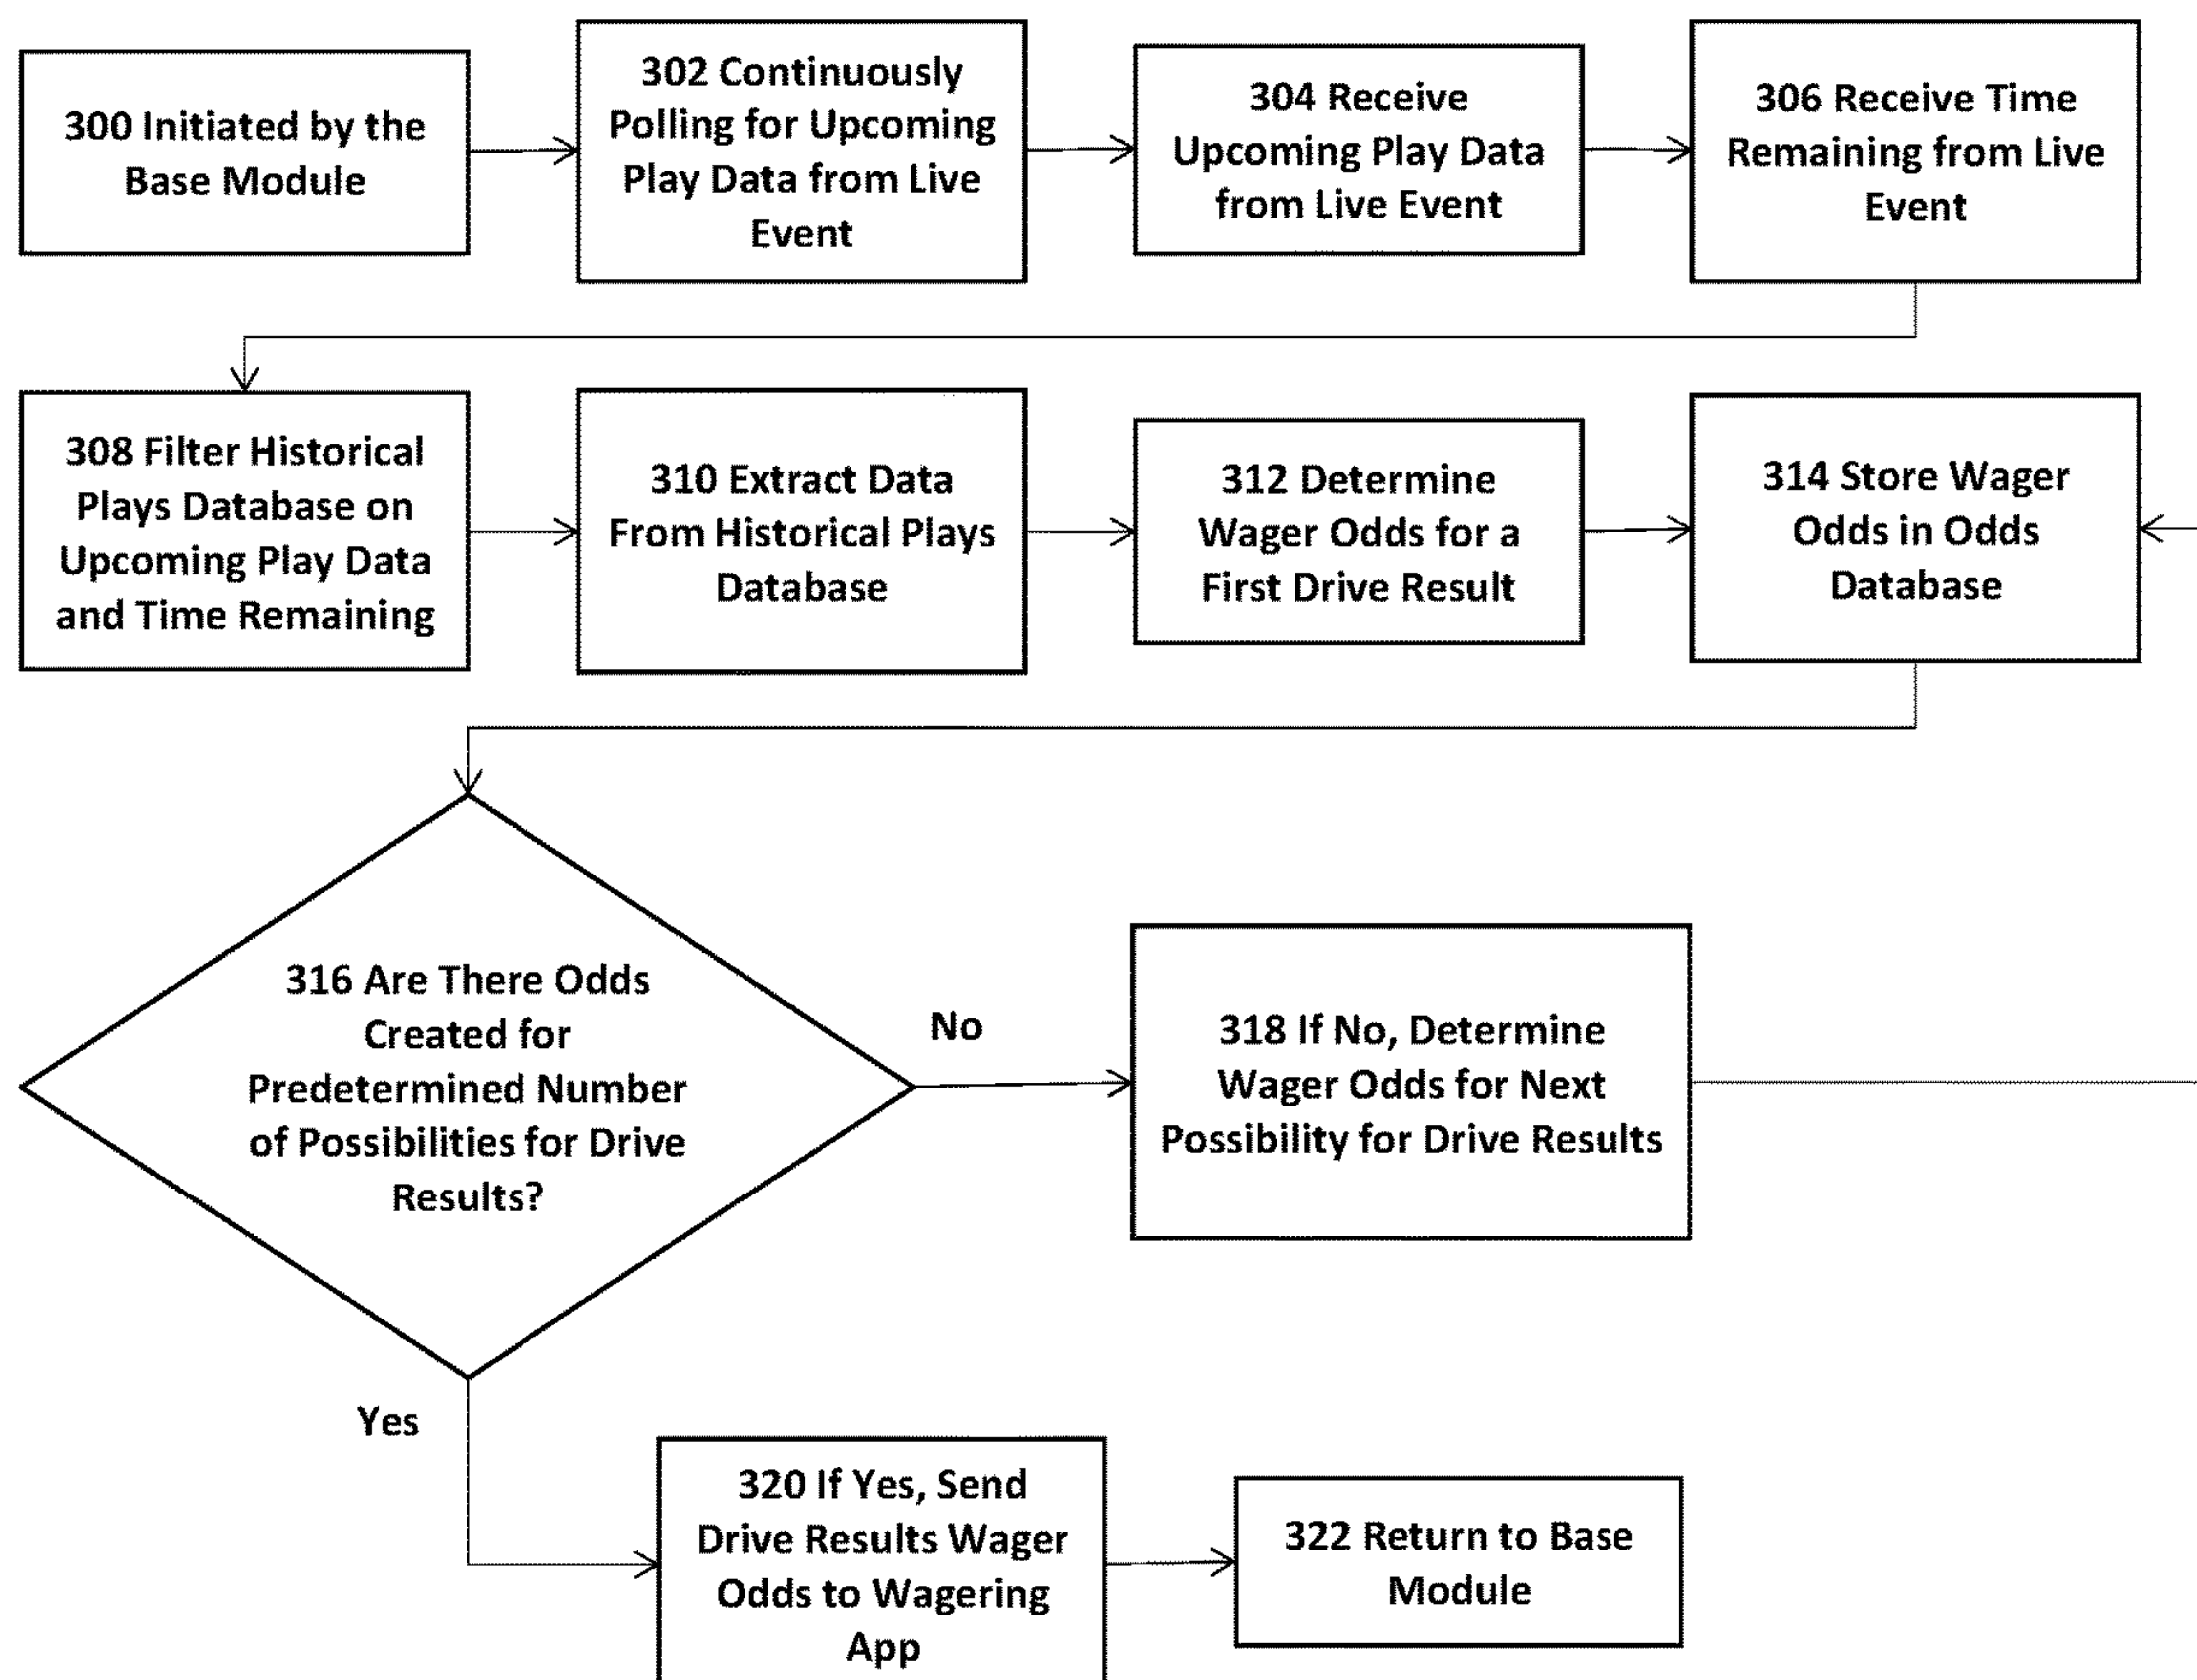 300 Initiated by the
Base Module
302 Continuously
Polling for Upcoming
Play Data from Live
Event
304 Receive
Upcoming Play Data
from Live Event
306 Receive Time
Remaining from Live
Event
308 Filter Historical
Plays Database on
Upcoming Play Data
and Time Remaining
310 Extract Data
From Historical Plays
Database
312 Determine
Wager Odds for a
First Drive Result
314 Store Wager
Odds in Odds
Database
316 Are There Odds
Created for
Predetermined Number
of Possibilities for Drive
Results?
No
318 If No, Determine
Wager Odds for Next
Possibility for Drive Results
Yes
320 If Yes, Send
Drive Results Wager
Odds to Wagering
App
322 Return to Base
Module